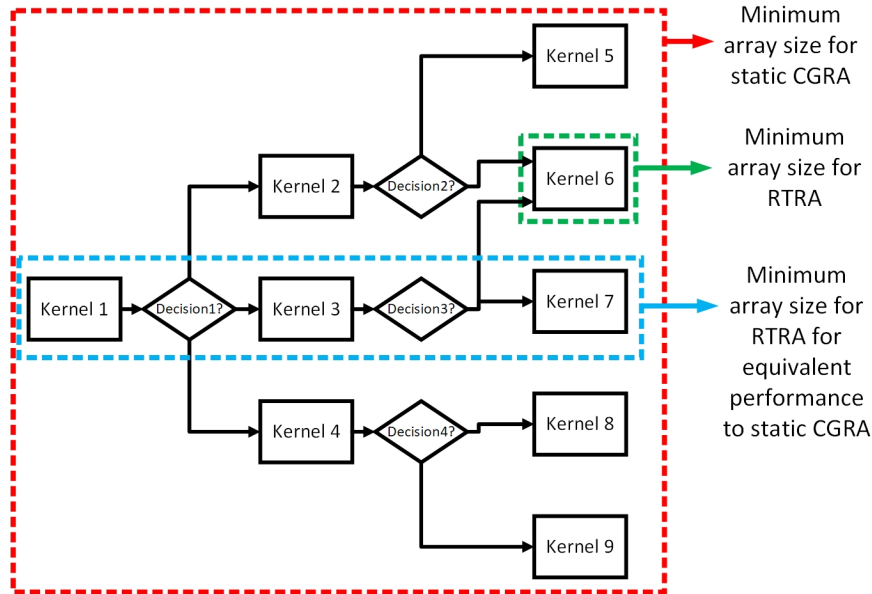 Minimum
array size for
static CGRA
Kernel 5
Minimum
array size for
RTRA
Kernel 2
Decision2?
Kernel 6
Kernel 1
Decision1?
Kernel 3
Decision3?
Kernel 7
Minimum
array size for
RTRA for
equivalent
performance
to static CGRA
Kernel 4
Decision4?
Kernel 8
Kernel 9